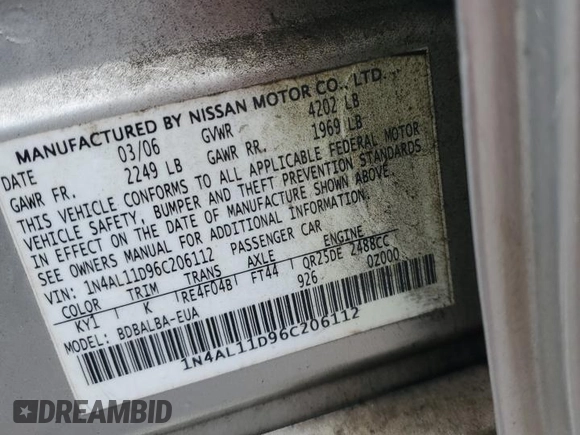 MANUFACTURED BY NISSAN MOTOR CO., LTD.
DATE 03/06 GVWR 4202 LB
GAWR FR. 2249 LB GAWR RR. 1969 LB
THIS VEHICLE CONFORMS TO ALL APPLICABLE FEDERAL MOTOR
VEHICLE SAFETY, BUMPER AND THEFT PREVENTION STANDARDS
IN EFFECT ON THE DATE OF MANUFACTURE SHOWN ABOVE.
SEE OWNERS MANUAL FOR ADDITIONAL INFORMATION.
VIN: 1N4AL11D96C206112 PASSENGER CAR
COLOR TRIM TRANS AXLE ENGINE
KY1 K RE4F04B FT44 QR25DE 2488CC
MODEL: BDBALBA-EUA 926 0Z000
1N4AL11D96C206112
DREAMBID